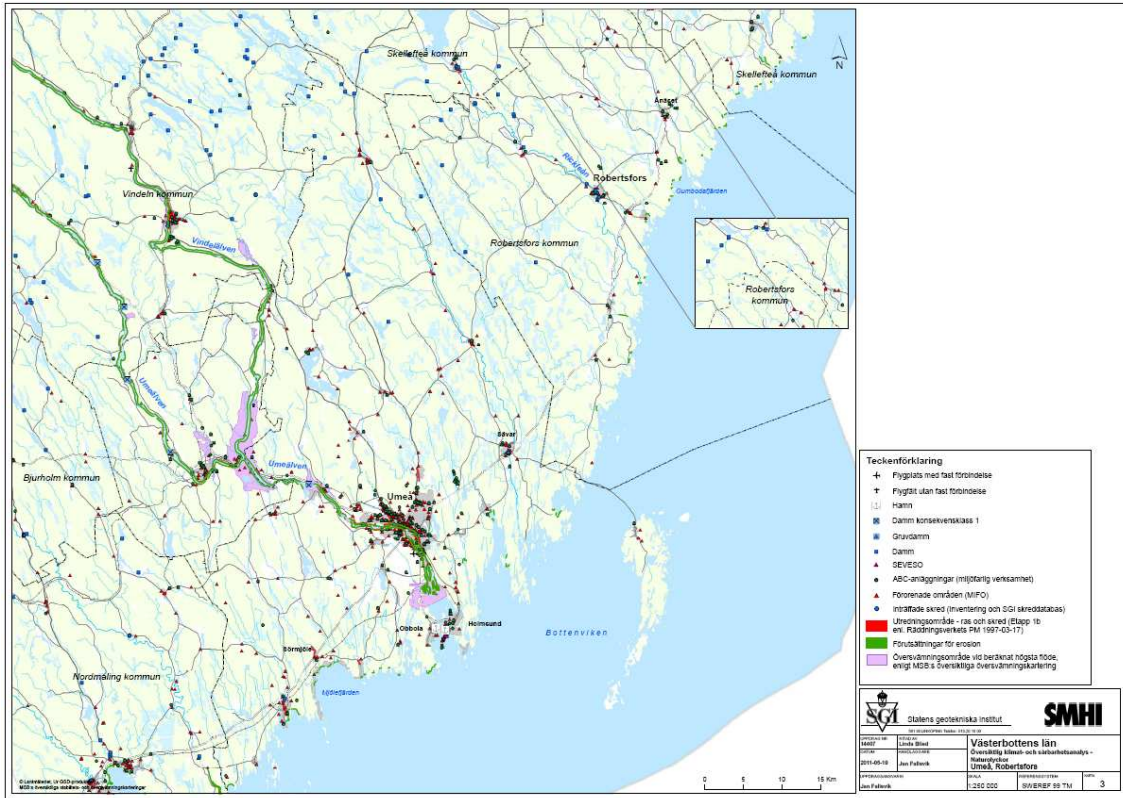 Skellefteå kommun
Skellefteå kommun
N
Ånäset
Rickleån
Robertsfors
Gumbodafjärden
Vindeln kommun
Vindelälven
Robertsfors kommun
Robertsfors
kommun
Umeälven
Sävar
Bjurholm kommun
Umeälven
Umeå
Obbola
Holmsund
Bottenviken
Sörmjöle
Nordmaling kommun
Mjölefjärden
0 5 10 15 Km
Teckenförklaring
Flygplats med fast förbindelse
Flygfält utan fast förbindelse
Hamn
Damm konsekvensklass 1
Gruvdamm
Damm
SEVESO
ABC-anläggningar (miljöfarlig verksamhet)
Förorenade områden (MIFO)
Inträffade skred (Inventering och SGI skreddatabas)
Utredningsområde - ras och skred (Etapp 1b
enl. Räddningsverkets PM 1997-03-17)
Förutsättningar för erosion
Översvämningsområde vid beräknat högsta flöde,
enligt MSB:s översiktliga översvämningskartering
SGI
Statens geotekniska institut
SMHI
14407
Linda Blied
Västerbottens län
Översiktlig klimat- och sårbarhetsanalys -
Naturolyckor
Umeå, Robertsfors
2011-05-10
Jan Fallsvik
Jan Fallsvik
SKALA
1:250 000
REFERENSSYSTEM
SWEREF 99 TM
KARTA
3